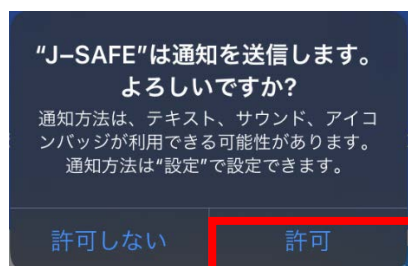 “J–SAFE”は通知を送信します。
よろしいですか?
通知方法は、テキスト、サウンド、アイコ
ンバッジが利用できる可能性があります。
通知方法は“設定”で設定できます。
許可しない
許可